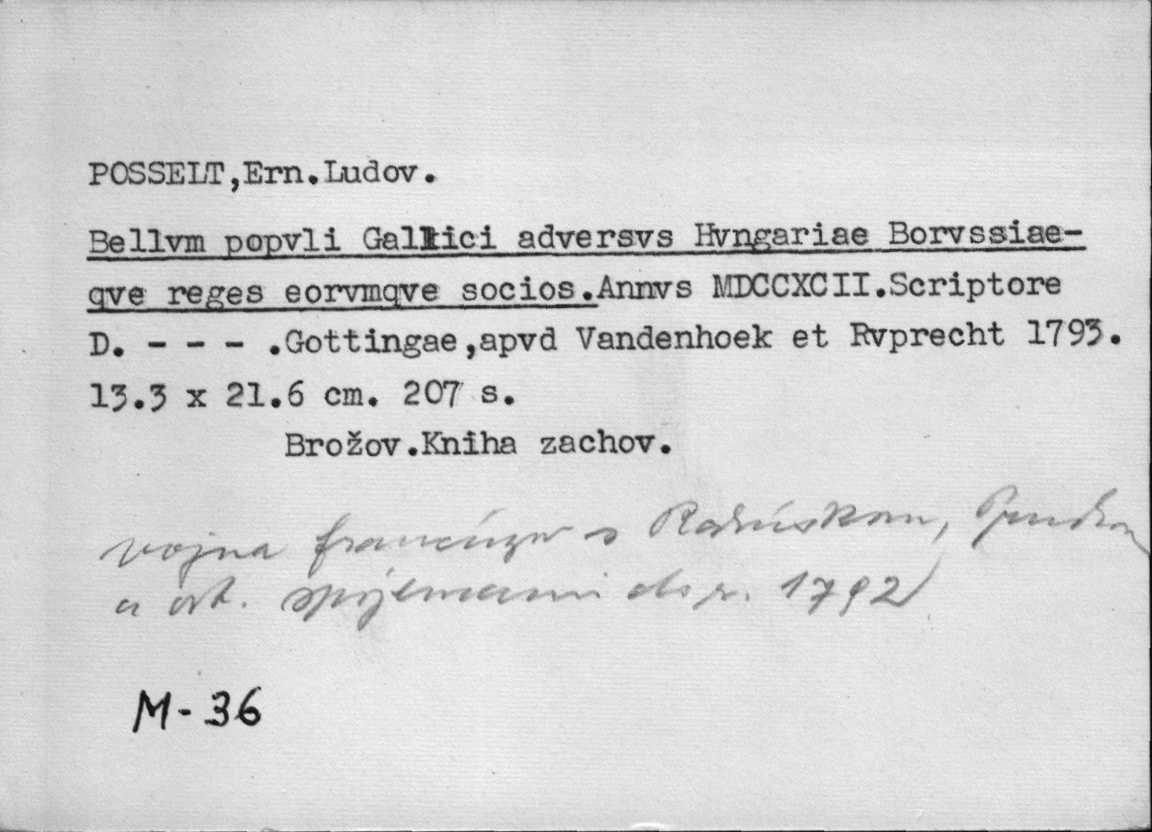 POSSELT,Ern.Ludov.
Bellvm popvli Gallici adversvs Hvngariae Borvssiae-
qve reges eorvmqve socios.Annvs MDCCXCII.Scriptore
D. - - - .Gottingae,apvd Vandenhoek et Rvprecht 1793.
13.3 x 21.6 cm. 207 s.
Brožov.Kniha zachov.
vojna francúzov s Rakúskom,
a ost. spojencami do r. 1792
M-36